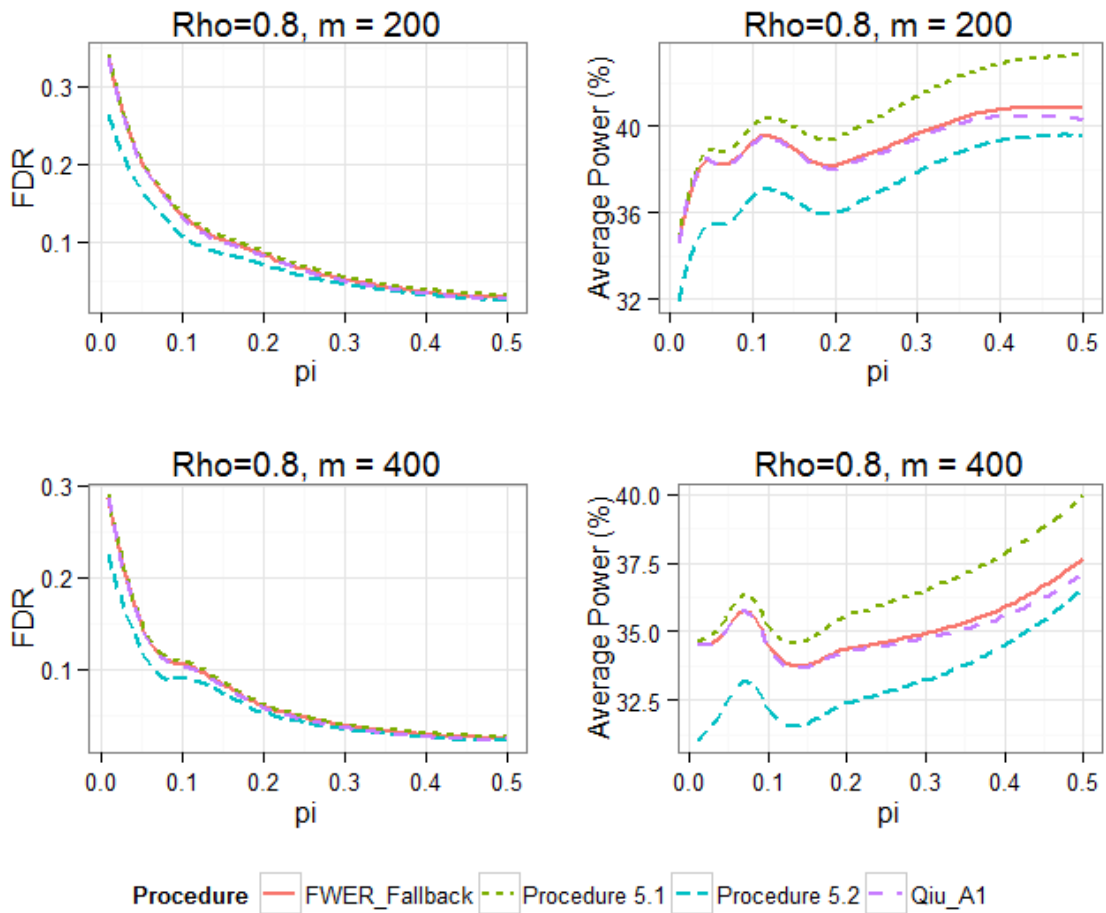 Rho=0.8, m = 200
FDR
0.3
0.2
0.1
0.0 0.1 0.2 0.3 0.4 0.5
pi
Rho=0.8, m = 200
Average Power (%)
40
36
32
0.0 0.1 0.2 0.3 0.4 0.5
pi
Rho=0.8, m = 400
FDR
0.3
0.2
0.1
0.0 0.1 0.2 0.3 0.4 0.5
pi
Rho=0.8, m = 400
Average Power (%)
40.0
37.5
35.0
32.5
0.0 0.1 0.2 0.3 0.4 0.5
pi
Procedure FWER_Fallback Procedure 5.1 Procedure 5.2 Qiu_A1